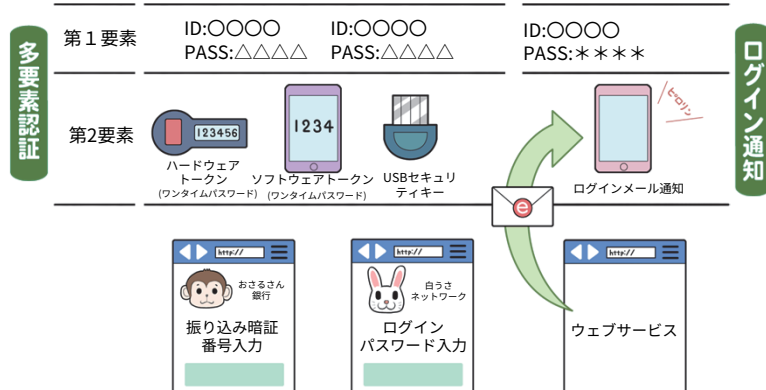 多要素認証
第１要素
ID:〇〇〇〇
PASS:△△△△
ID:〇〇〇〇
PASS:△△△△
ID:〇〇〇〇
PASS:＊＊＊＊
ログイン通知
第2要素
123456
ハードウェア
トークン
(ワンタイムパスワード)
1234
ソフトウェアトークン
(ワンタイムパスワード)
USBセキュリ
ティキー
ピロリン
ログインメール通知
e
http://
おさるさん
銀行
振り込み暗証
番号入力
http://
白うさ
ネットワーク
ログイン
パスワード入力
http://
ウェブサービス